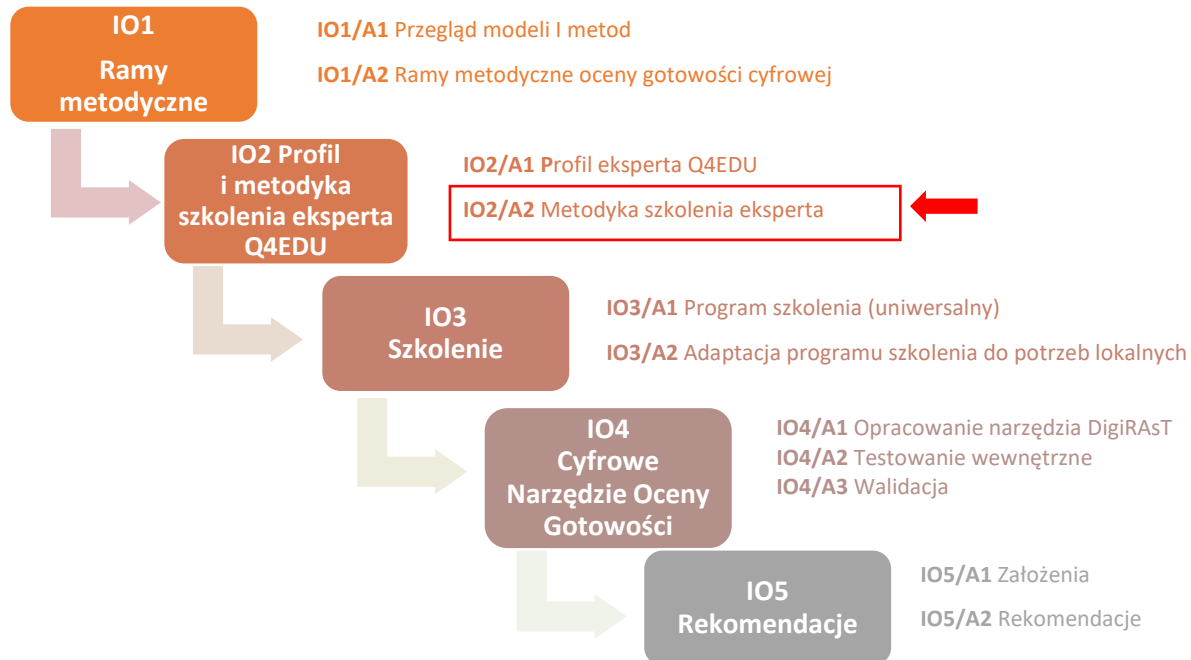 IO1
Ramy
metodyczne
IO1/A1 Przegląd modeli I metod
IO1/A2 Ramy metodyczne oceny gotowości cyfrowej
IO2 Profil
i metodyka
szkolenia eksperta
Q4EDU
IO2/A1 Profil eksperta Q4EDU
IO2/A2 Metodyka szkolenia eksperta
IO3
Szkolenie
IO3/A1 Program szkolenia (uniwersalny)
IO3/A2 Adaptacja programu szkolenia do potrzeb lokalnych
IO4
Cyfrowe
Narzędzie Oceny
Gotowości
IO4/A1 Opracowanie narzędzia DigiRAsT
IO4/A2 Testowanie wewnętrzne
IO4/A3 Walidacja
IO5
Rekomendacje
IO5/A1 Założenia
IO5/A2 Rekomendacje